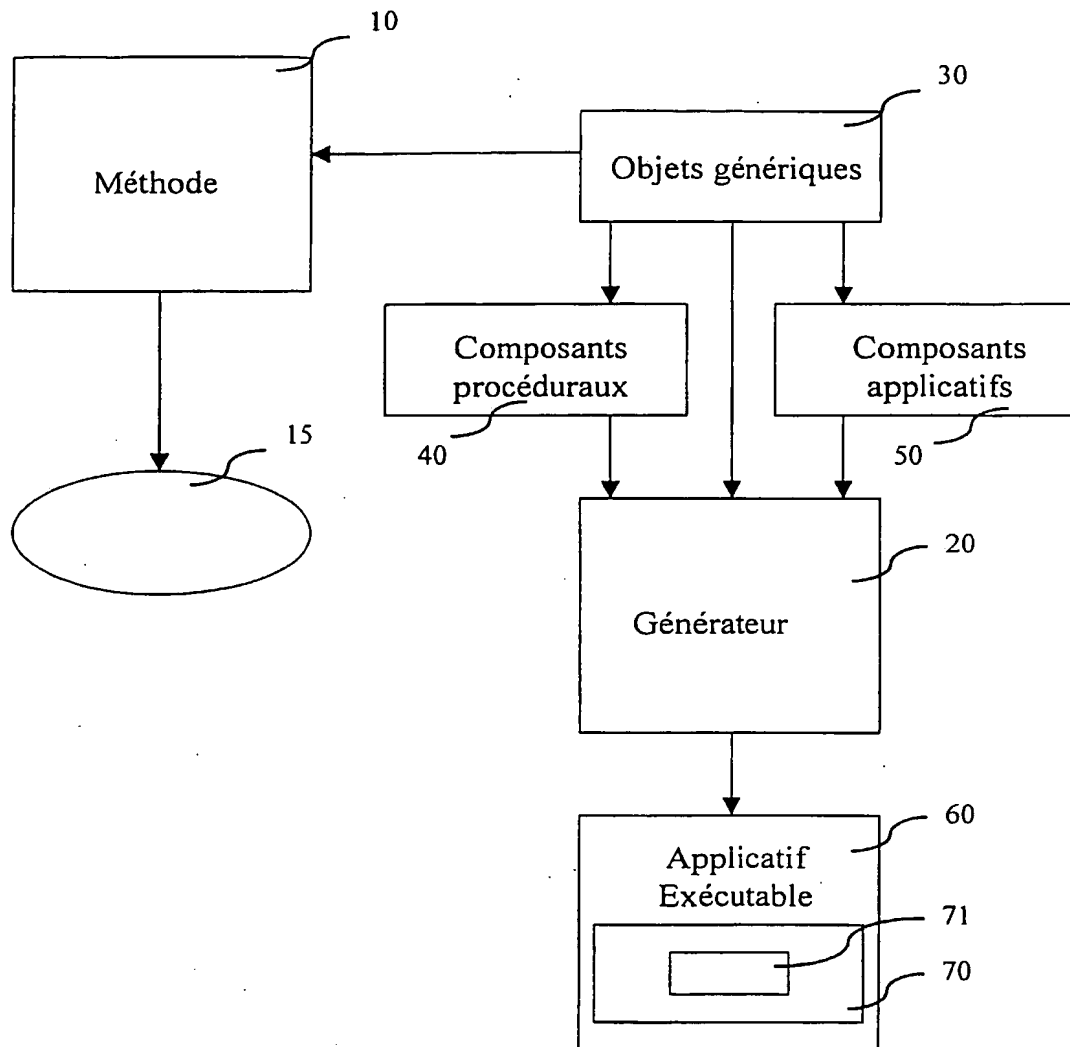 10
30
Méthode
Objets génériques
Composants
procéduraux
Composants
applicatifs
15
40
50
20
Générateur
60
Applicatif
Exécutable
71
70